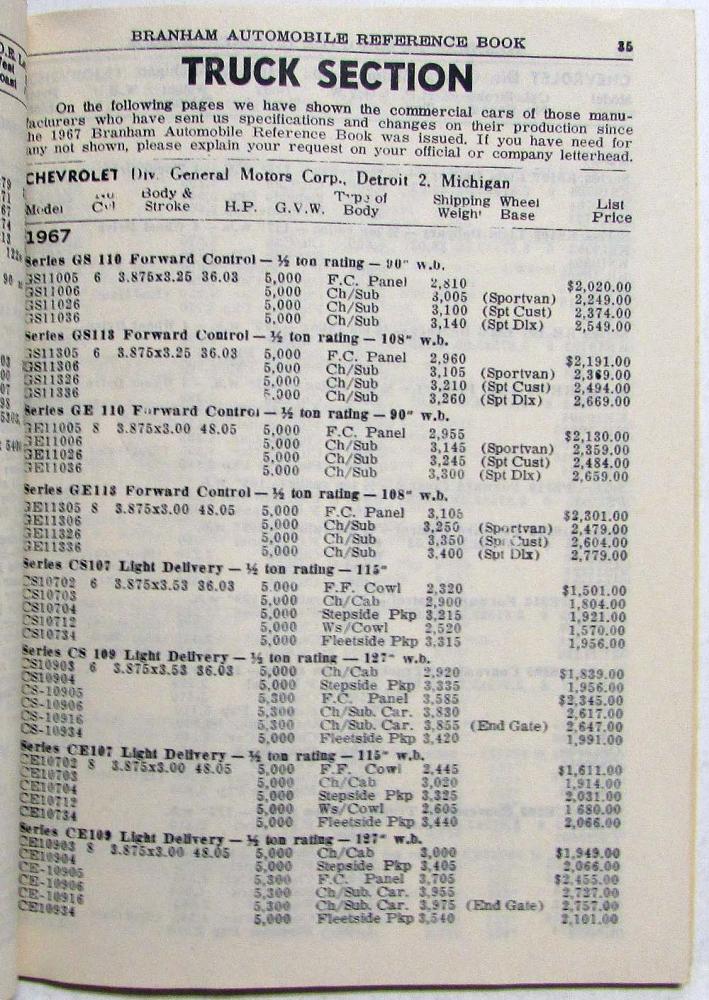 BRANHAM AUTOMOBILE REFERENCE BOOK 35
TRUCK SECTION
On the following pages we have shown the commercial cars of those manu-
facturers who have sent us specifications and changes on their production since
he 1967 Branham Automobile Reference Book was issued. If you have need for
any not shown, please explain your request on your official or company letterhead.
CHEVROLET Div. General Motors Corp., Detroit 2, Michigan
Body & Type of Shipping Wheel List
Model Cyl Stroke H.P. G.V.W. Body Weight Base Price
1967
Series GS 110 Forward Control — ½ ton rating — 90" w.b.
GS11005 6 3.875x3.25 36.03 5,000 F.C. Panel 2,810 $2,020.00
GS11006 5,000 Ch/Sub 3,005 (Sportvan) 2,249.00
GS11026 5,000 Ch/Sub 3,100 (Spt Cust) 2,374.00
GS11036 5,000 Ch/Sub 3,140 (Spt Dlx) 2,549.00
Series GS113 Forward Control — ½ ton rating — 108" w.b.
GS11305 6 3.875x3.25 36.03 5,000 F.C. Panel 2,960 $2,191.00
GS11306 5,000 Ch/Sub 3,105 (Sportvan) 2,369.00
GS11326 5,000 Ch/Sub 3,210 (Spt Cust) 2,494.00
GS11336 5,000 Ch/Sub 3,260 (Spt Dlx) 2,669.00
Series GE 110 Forward Control — ½ ton rating — 90" w.b.
GE11005 8 3.875x3.00 48.05 5,000 F.C. Panel 2,955 $2,130.00
GE11006 5,000 Ch/Sub 3,145 (Sportvan) 2,359.00
GE11026 5,000 Ch/Sub 3,245 (Spt Cust) 2,484.00
GE11036 5,000 Ch/Sub 3,300 (Spt Dlx) 2,659.00
Series GE113 Forward Control — ½ ton rating — 108" w.b.
GE11305 8 3.875x3.00 48.05 5,000 F.C. Panel 3,105 $2,301.00
GE11306 5,000 Ch/Sub 3,250 (Sportvan) 2,479.00
GE11326 5,000 Ch/Sub 3,350 (Spt Cust) 2,604.00
GE11336 5,000 Ch/Sub 3,400 (Spt Dlx) 2,779.00
Series CS107 Light Delivery — ½ ton rating — 115"
CS10702 6 3.875x3.53 36.03 5.000 F.F. Cowl 2,320 $1,501.00
CS10703 5,000 Ch/Cab 2,900 1,804.00
CS10704 5,000 Stepside Pkp 3,215 1,921.00
CS10712 5,000 Ws/Cowl 2,520 1,570.00
CS10734 5,000 Fleetside Pkp 3,315 1,956.00
Series CS 109 Light Delivery — ½ ton rating — 127" w.b.
CS10903 6 3.875x3.53 36.03 5,000 Ch/Cab 2,920 $1,839.00
CS10904 5,000 Stepside Pkp 3,335 1,956.00
CS-10905 5,300 F.C. Panel 3,585 $2,345.00
CS-10906 5,300 Ch/Sub. Car. 3,830 2,617.00
CS-10916 5,300 Ch/Sub. Car. 3,855 (End Gate) 2,647.00
CS-10934 5,000 Fleetside Pkp 3,420 1,991.00
Series CE107 Light Delivery — ½ ton rating — 115" w.b.
CE10702 8 3.875x3.00 48.05 5,000 F.F. Cowl 2,445 $1,611.00
CE10703 5,000 Ch/Cab 3,020 1,914.00
CE10704 5,000 Stepside Pkp 3,325 2,031.00
CE10712 5,000 Ws/Cowl 2,605 1 680.00
CE10734 5,000 Fleetside Pkp 3,440 2,066.00
Series CE109 Light Delivery — ½ ton rating — 127" w.b.
CE10903 8 3.875x3.00 48.05 5,000 Ch/Cab 3,000 $1,949.00
CE10904 5,000 Stepside Pkp 3,405 2,066.00
CE-10905 5,300 F.C. Panel 3,705 $2,455.00
CE-10906 5,300 Ch/Sub. Car. 3,955 2,727.00
CE-10916 5,300 Ch/Sub. Car. 3,975 (End Gate) 2,757.00
CE10934 5,000 Fleetside Pkp 3,540 2,101.00